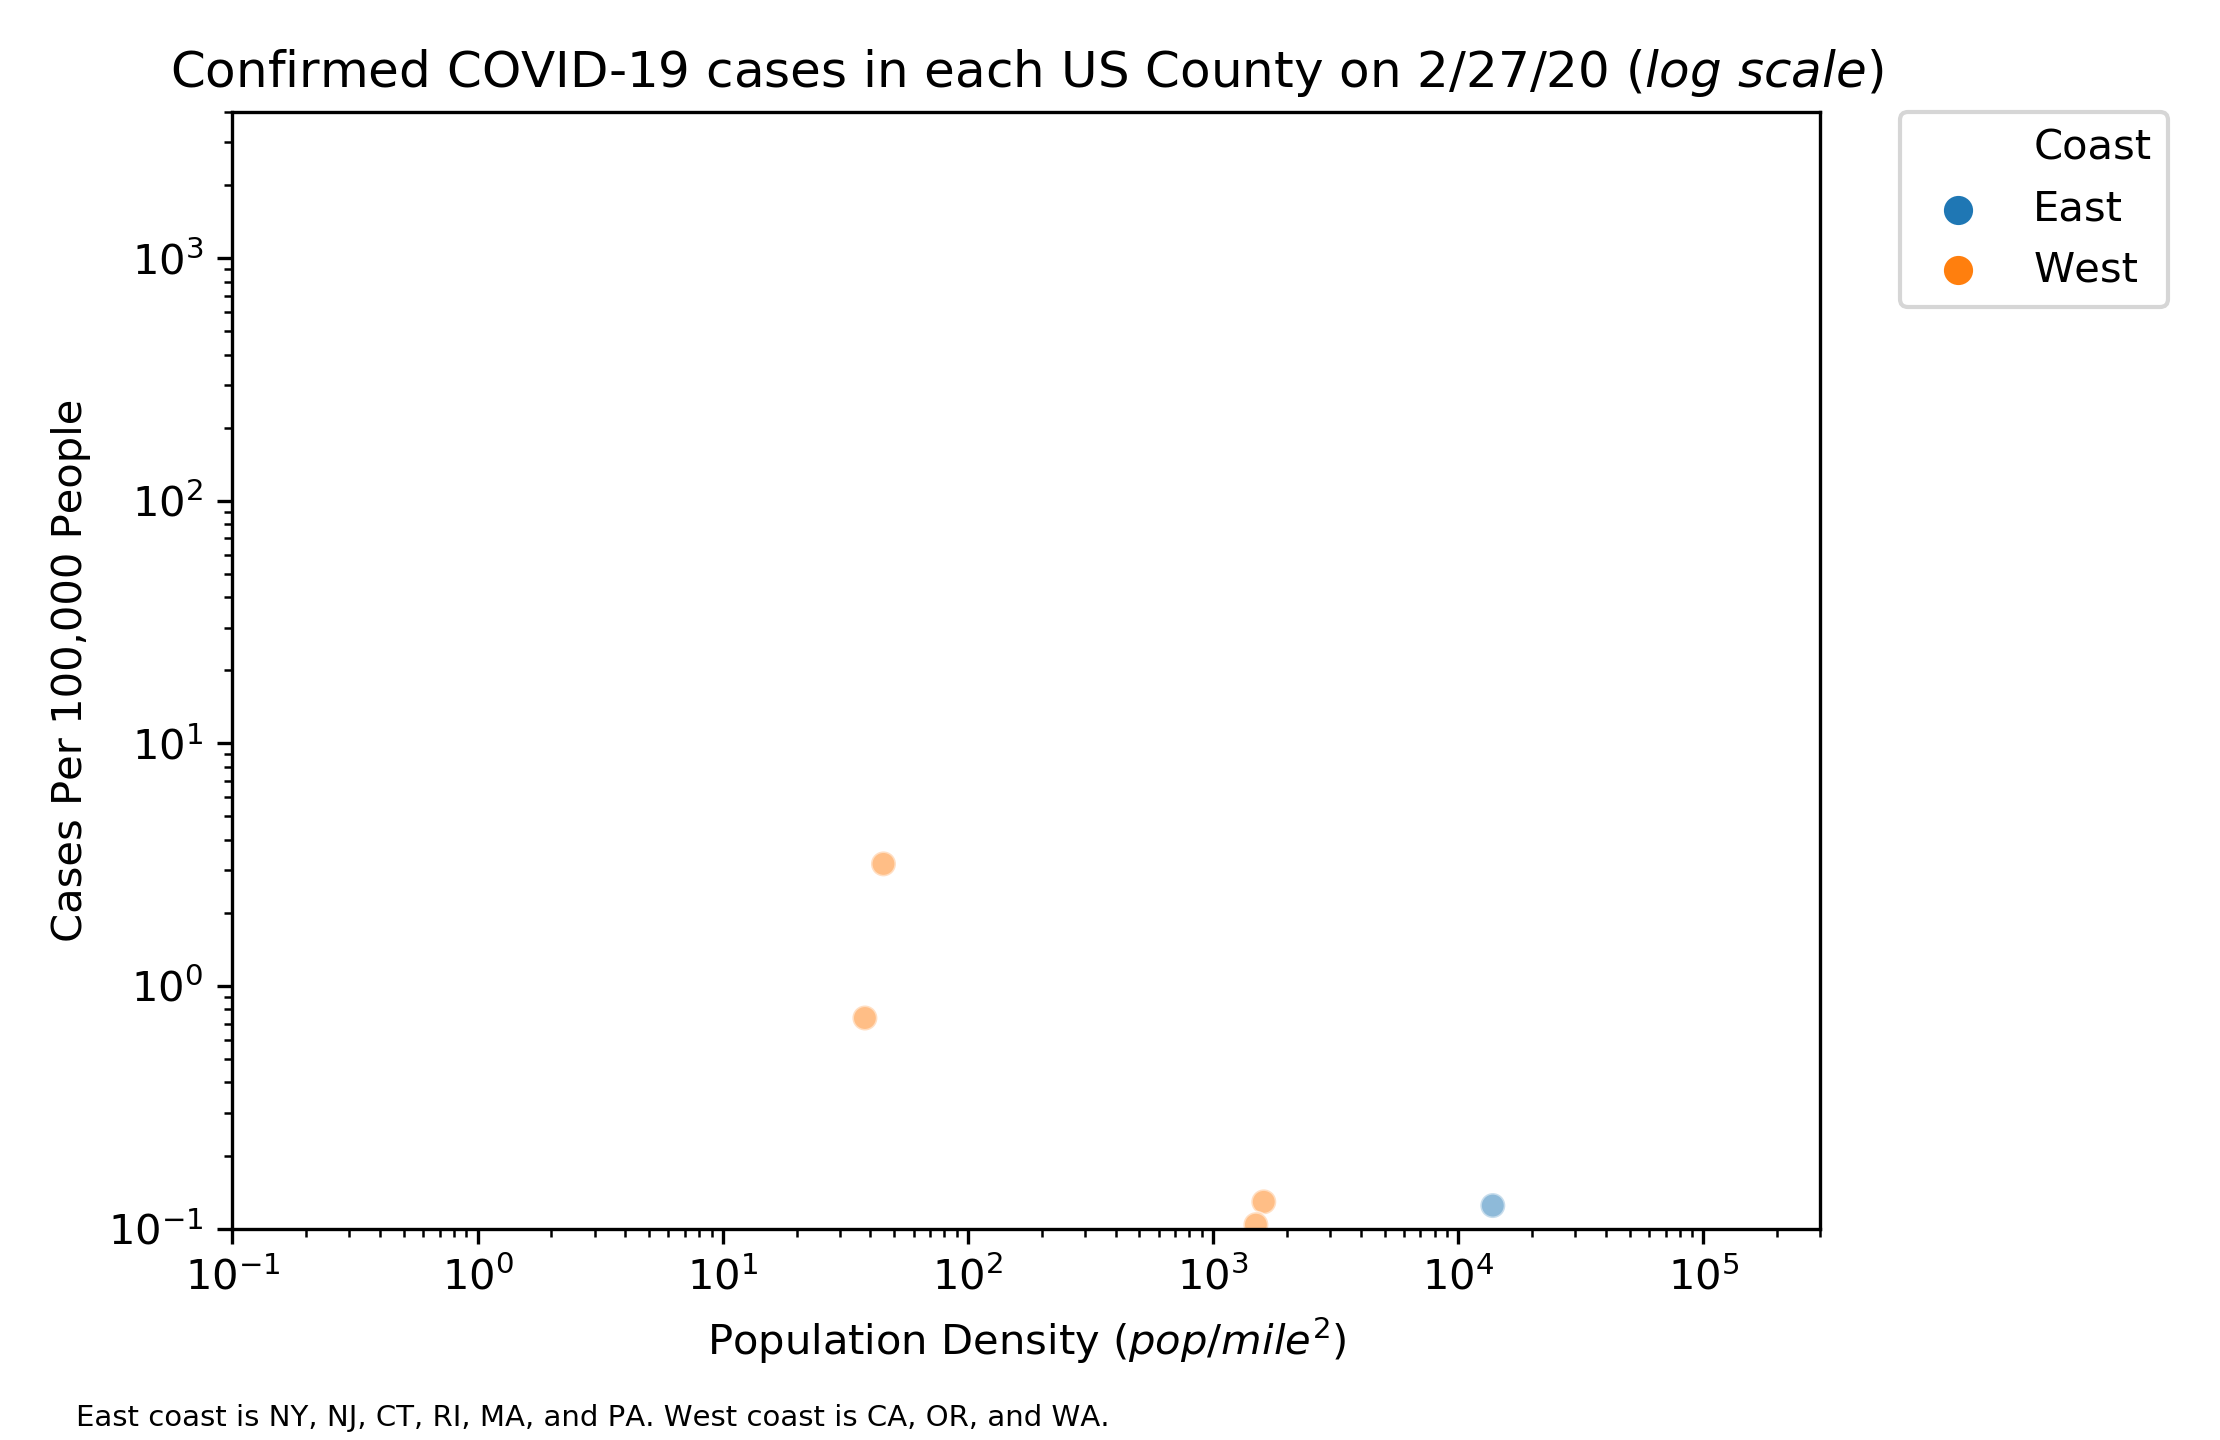 Confirmed COVID-19 cases in each US County on 2/27/20 (log scale)
Coast
East
West
Cases Per 100,000 People
10³
10²
10¹
10⁰
10⁻¹
10⁻¹ 10⁰ 10¹ 10² 10³ 10⁴ 10⁵
Population Density (pop/mile²)
East coast is NY, NJ, CT, RI, MA, and PA. West coast is CA, OR, and WA.